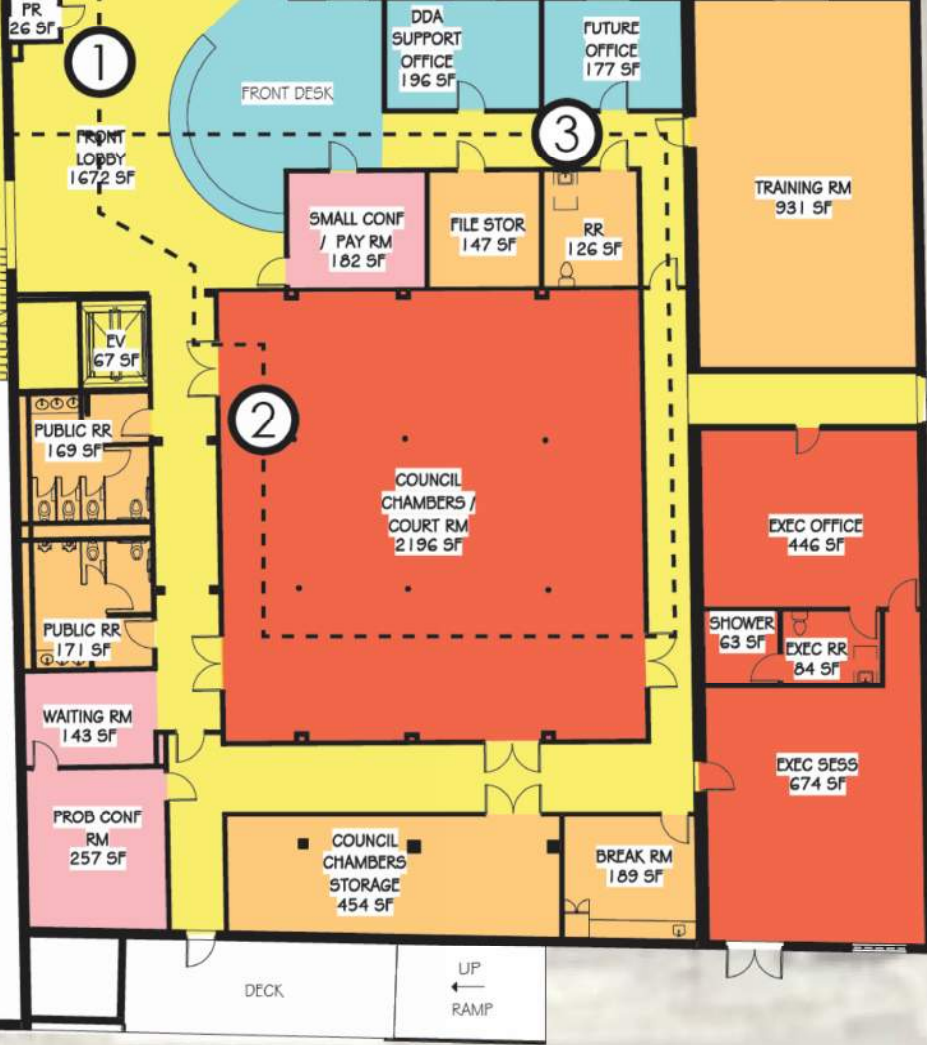 PR
26 SF
1
FRONT DESK
DDA
SUPPORT
OFFICE
196 SF
FUTURE
OFFICE
177 SF
3
FRONT
LOBBY
1672 SF
TRAINING RM
931 SF
SMALL CONF
/ PAY RM
182 SF
FILE STOR
147 SF
RR
126 SF
EV
67 SF
2
PUBLIC RR
169 SF
COUNCIL
CHAMBERS /
COURT RM
2196 SF
EXEC OFFICE
446 SF
PUBLIC RR
171 SF
SHOWER
63 SF
EXEC RR
84 SF
WAITING RM
143 SF
EXEC SESS
674 SF
PROB CONF
RM
257 SF
COUNCIL
CHAMBERS
STORAGE
454 SF
BREAK RM
189 SF
DECK
UP
RAMP